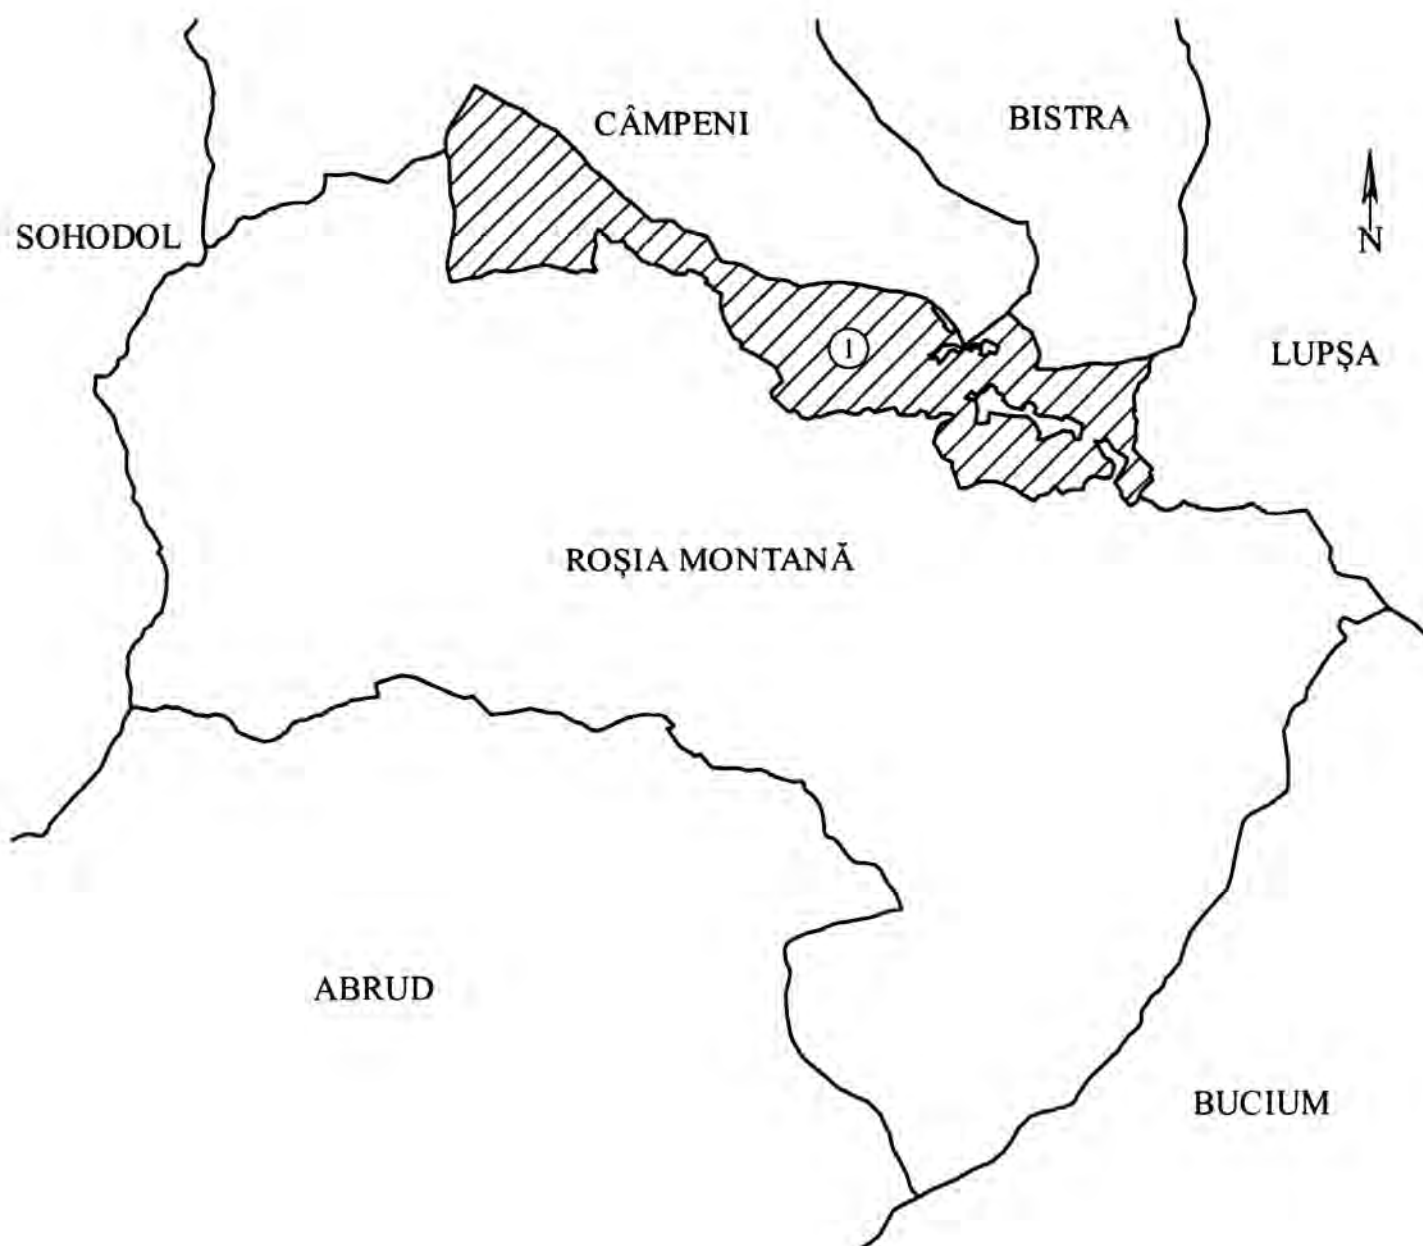 CÂMPENI
BISTRA
SOHODOL
N
LUPȘA
1
ROȘIA MONTANĂ
ABRUD
BUCIUM